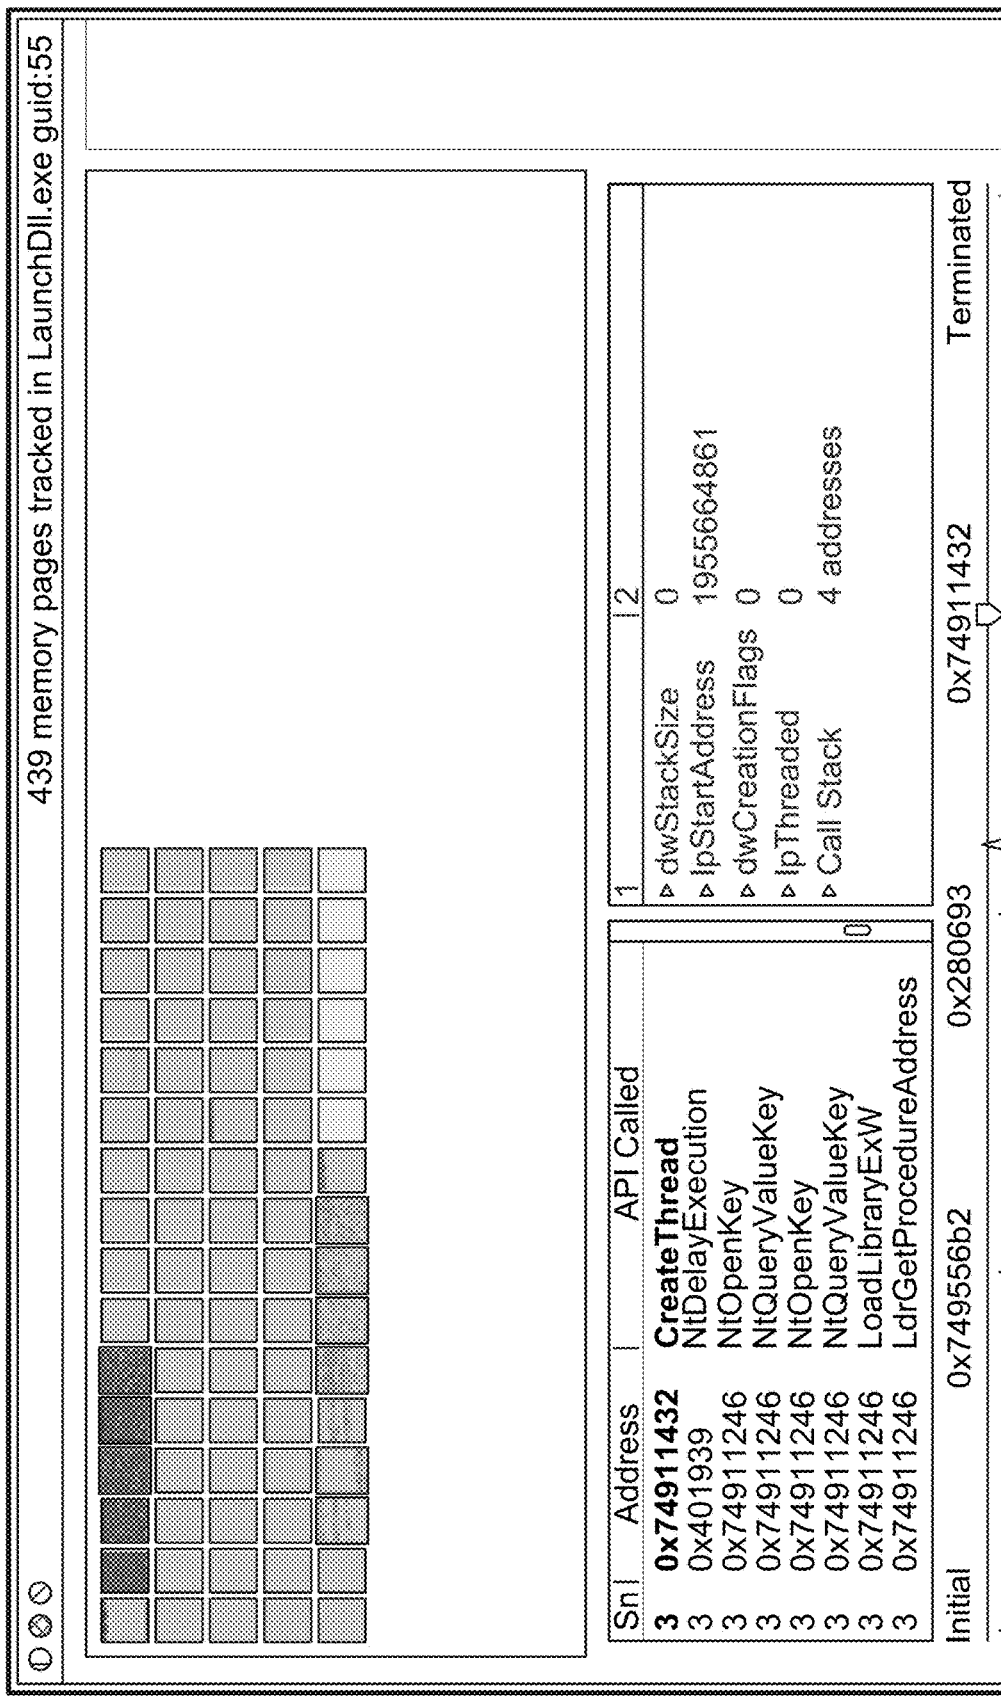 439 memory pages tracked in LaunchDll.exe guid:55
Sn | Address | API Called
3 0x74911432 CreateThread
3 0x401939 NtDelayExecution
3 0x74911246 NtOpenKey
3 0x74911246 NtQueryValueKey
3 0x74911246 NtOpenKey
3 0x74911246 NtQueryValueKey
3 0x74911246 LoadLibraryExW
3 0x74911246 LdrGetProcedureAddress
1 | 2
▹ dwStackSize 0
▹ lpStartAddress 1955664861
▹ dwCreationFlags 0
▹ lpThreaded 0
▹ Call Stack 4 addresses
Initial 0x749556b2 0x280693 0x74911432 Terminated